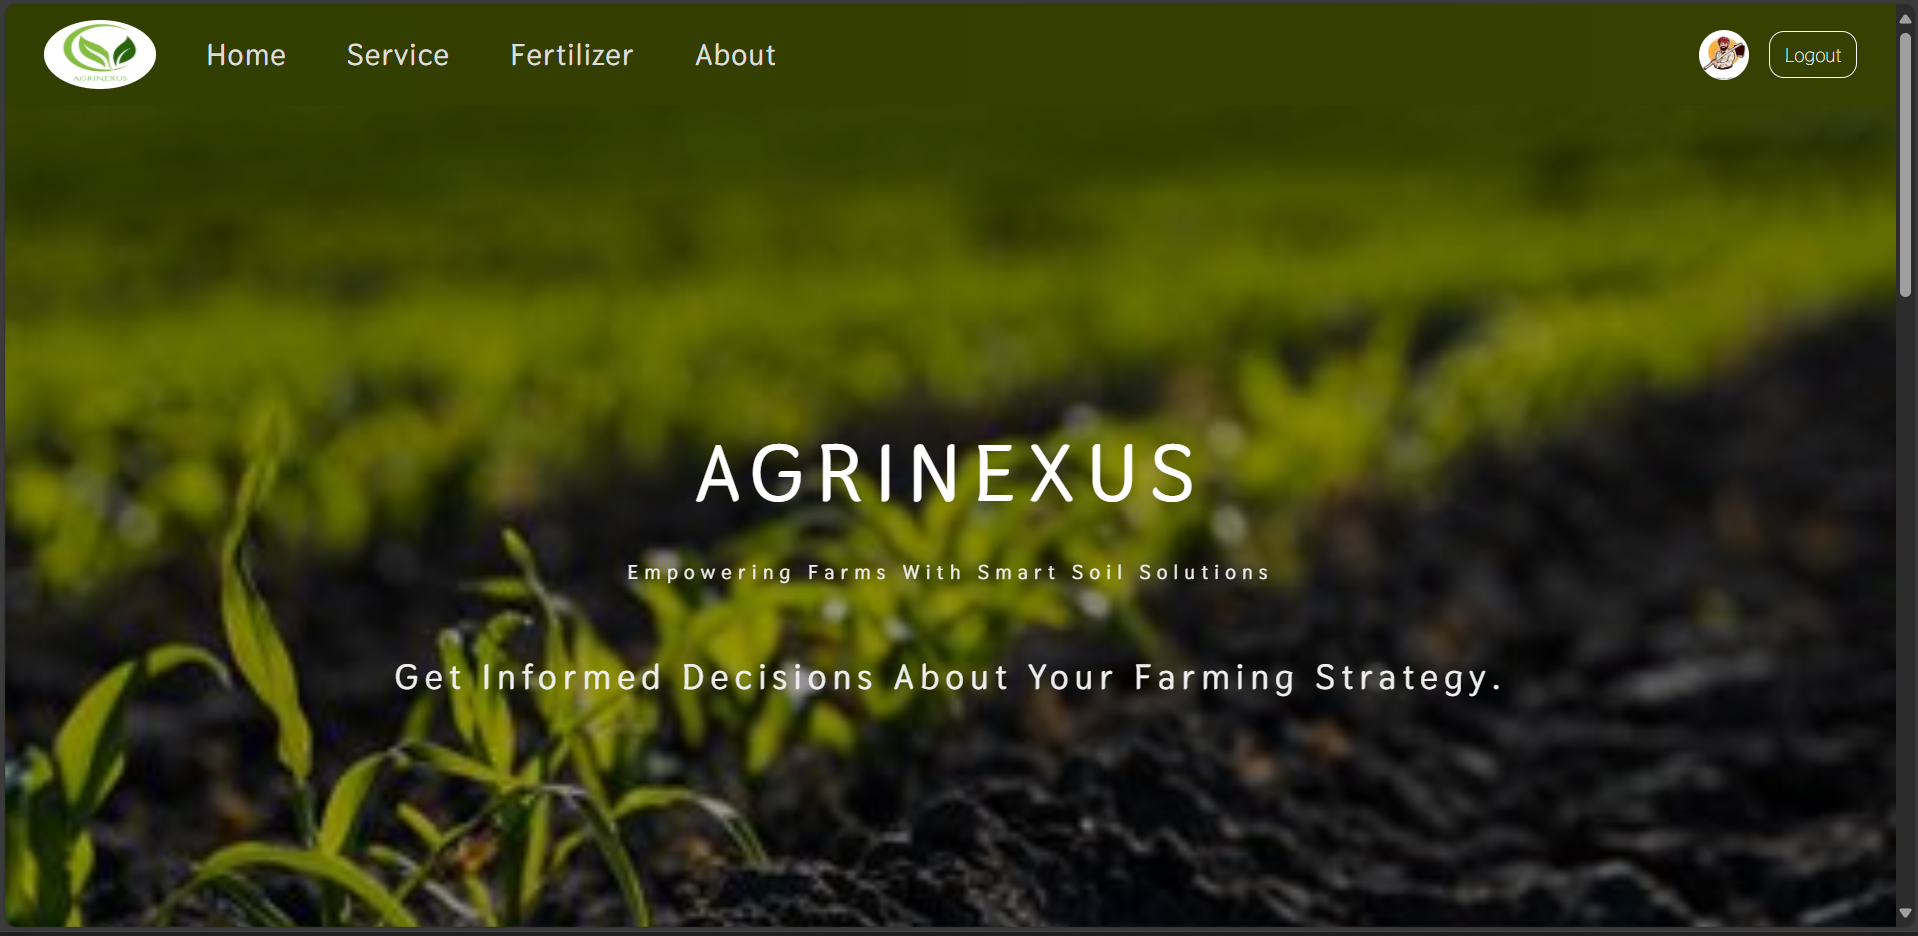 AGRINEXUS
Home
Service
Fertilizer
About
Logout
AGRINEXUS
Empowering Farms With Smart Soil Solutions
Get Informed Decisions About Your Farming Strategy.